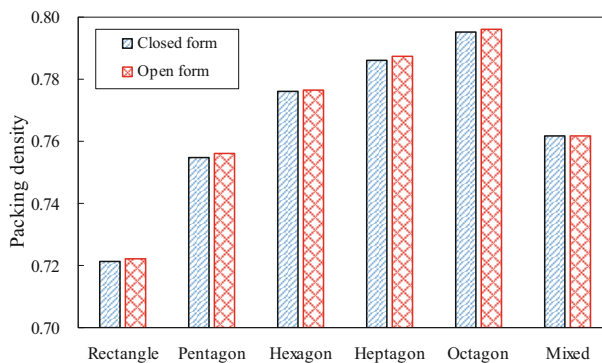 0.80
0.78
0.76
0.74
0.72
0.70
Packing density
Closed form
Open form
Rectangle Pentagon Hexagon Heptagon Octagon Mixed